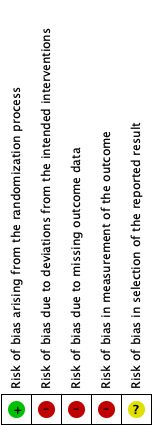 Risk of bias arising from the randomization process
Risk of bias due to deviations from the intended interventions
Risk of bias due to missing outcome data
Risk of bias in measurement of the outcome
Risk of bias in selection of the reported result
+
-
-
-
?